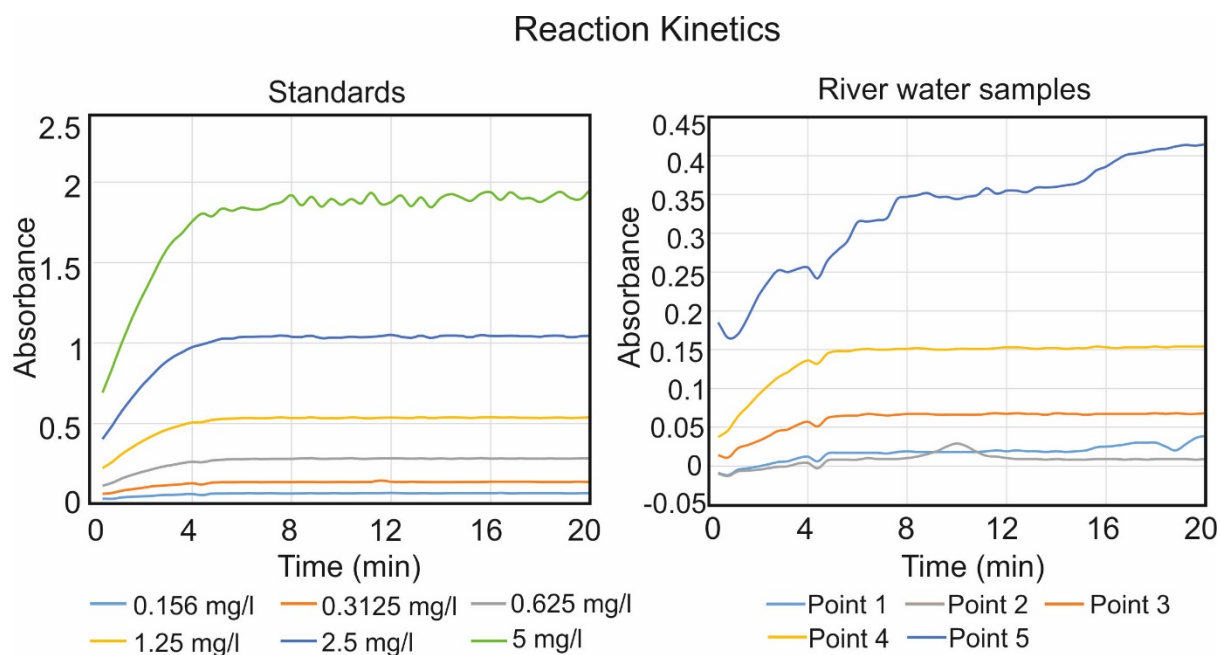 Reaction Kinetics
Standards
2.5
2
1.5
1
0.5
0
Absorbance
0 4 8 12 16 20
Time (min)
0.156 mg/l 0.3125 mg/l 0.625 mg/l
1.25 mg/l 2.5 mg/l 5 mg/l
River water samples
0.45
0.4
0.35
0.3
0.25
0.2
0.15
0.1
0.05
0
-0.05
Absorbance
0 4 8 12 16 20
Time (min)
Point 1 Point 2 Point 3
Point 4 Point 5